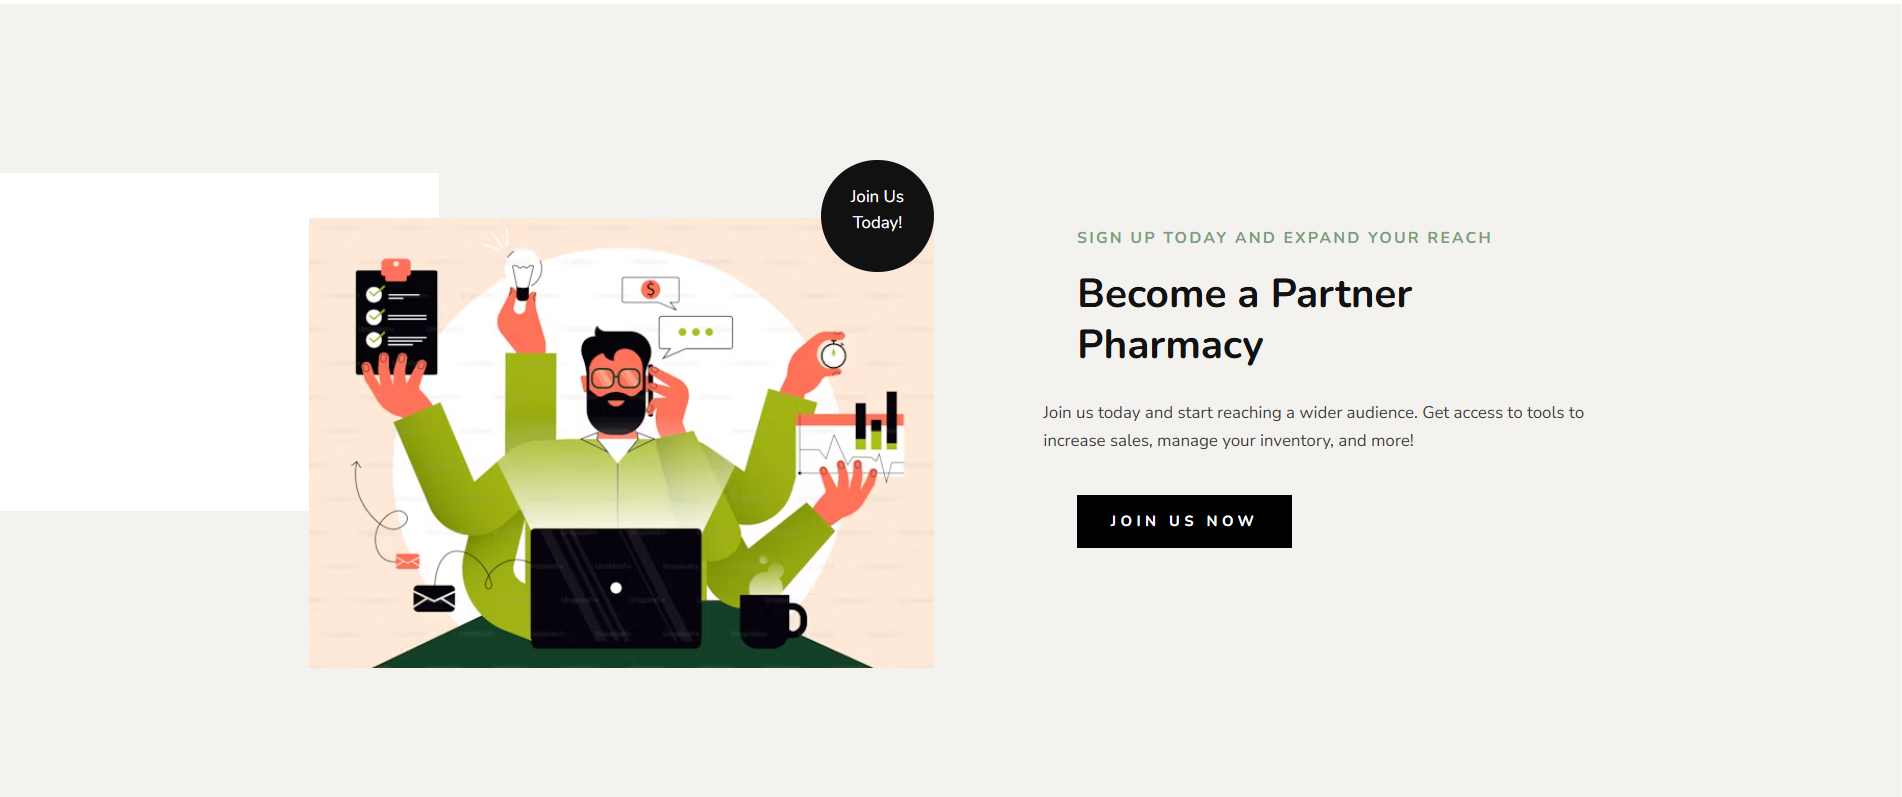 Join Us
Today!
SIGN UP TODAY AND EXPAND YOUR REACH
Become a Partner
Pharmacy
Join us today and start reaching a wider audience. Get access to tools to
increase sales, manage your inventory, and more!
JOIN US NOW
$